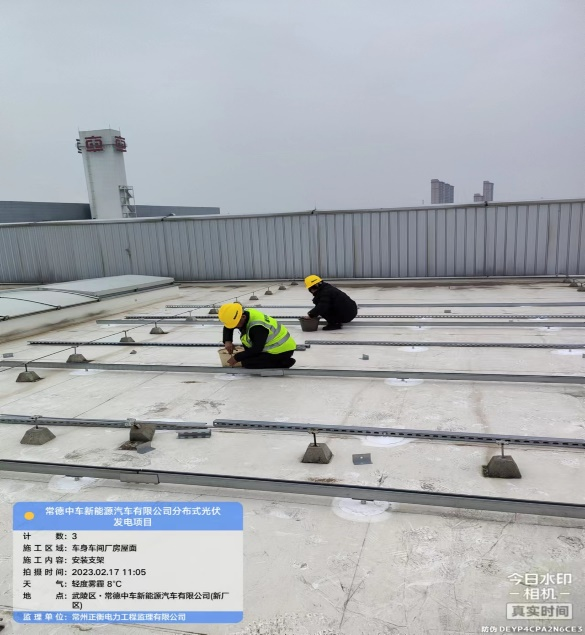 常德中车新能源汽车有限公司分布式光伏
发电项目
计 数：3
施工区域：车身车间厂房屋面
施工内容：安装支架
拍摄时间：2023.02.17 11:05
天 气：轻度雾霾 8℃
地 点：武陵区·常德中车新能源汽车有限公司(新厂
区)
监理单位：常州正衡电力工程监理有限公司
今日水印
相机
真实时间
防伪 DEYP4CPA2N6CE3